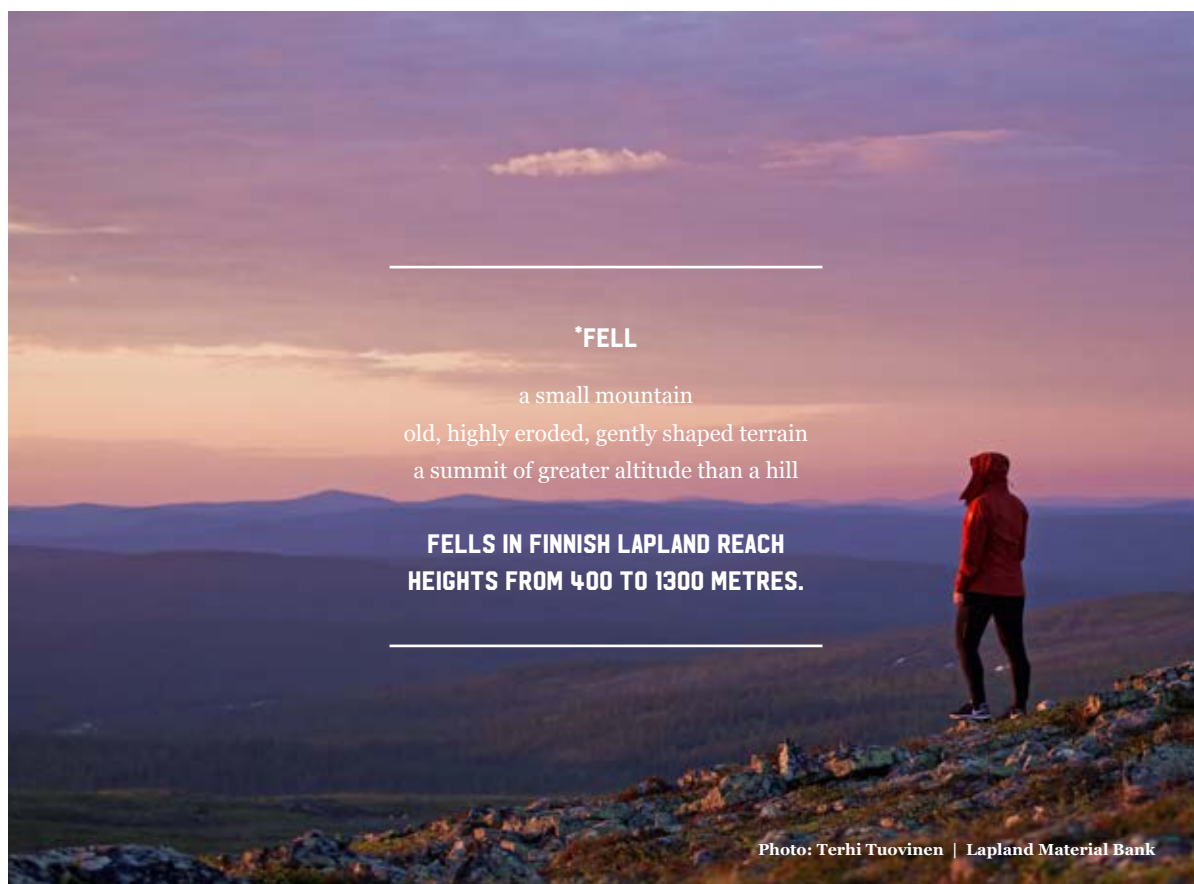 *FELL
a small mountain
old, highly eroded, gently shaped terrain
a summit of greater altitude than a hill
FELLS IN FINNISH LAPLAND REACH
HEIGHTS FROM 400 TO 1300 METRES.
Photo: Terhi Tuovinen | Lapland Material Bank